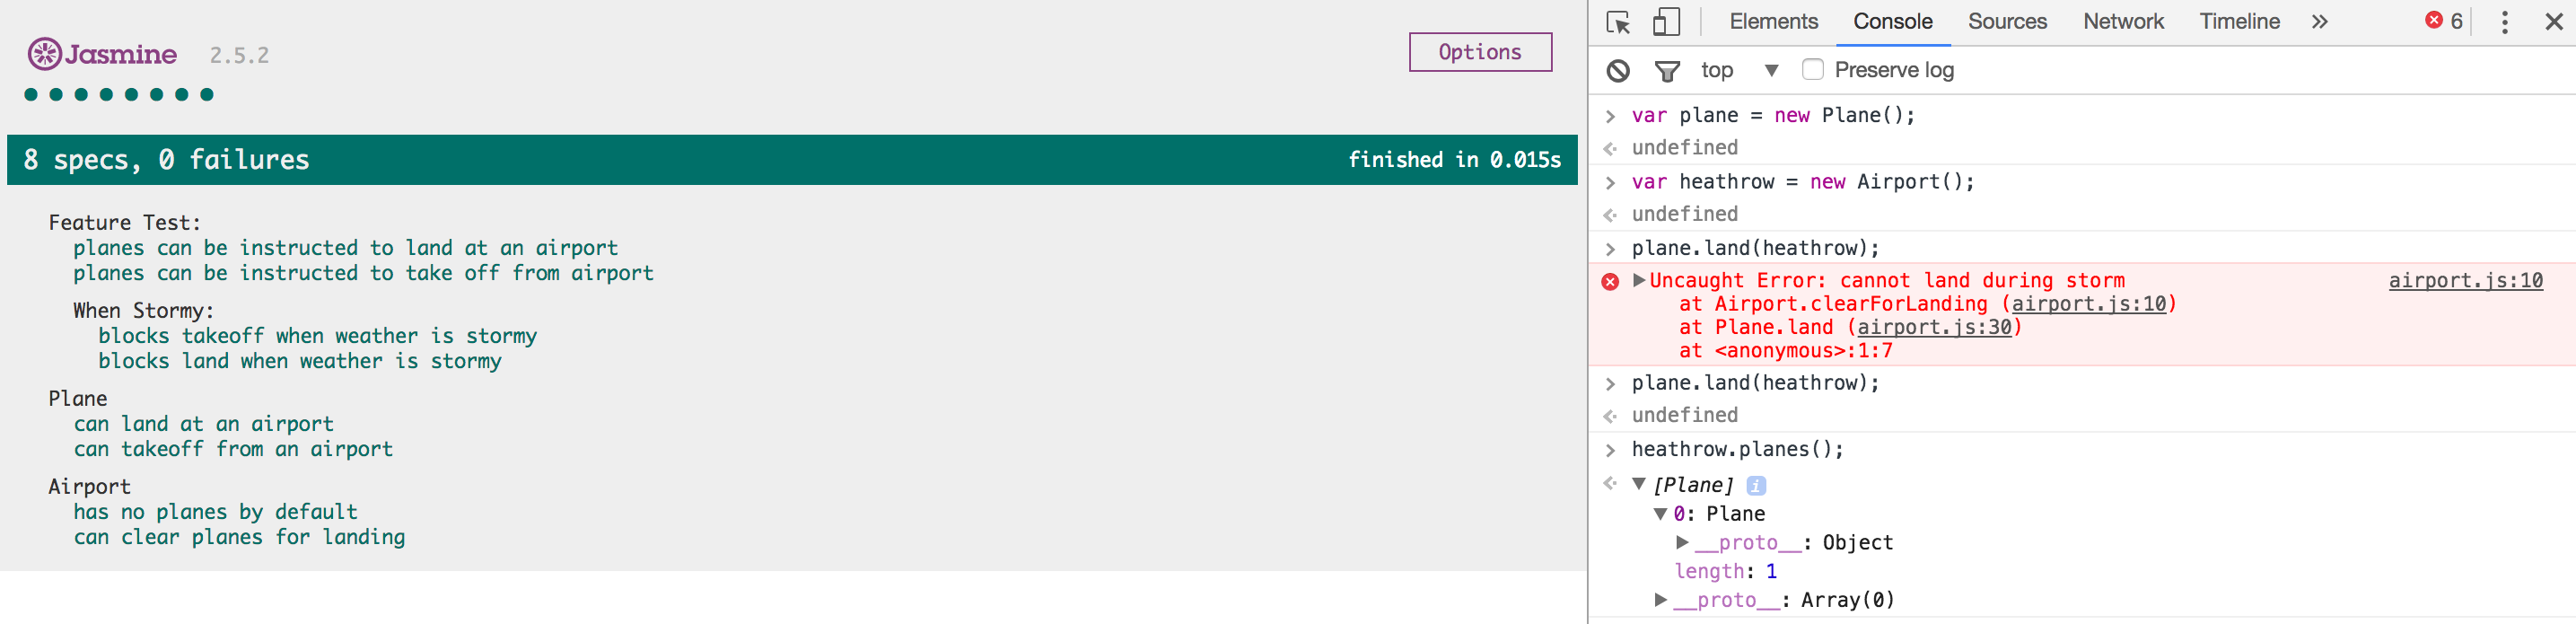 Jasmine 2.5.2
Options
8 specs, 0 failures
finished in 0.015s
Feature Test:
planes can be instructed to land at an airport
planes can be instructed to take off from airport
When Stormy:
blocks takeoff when weather is stormy
blocks land when weather is stormy
Plane
can land at an airport
can takeoff from an airport
Airport
has no planes by default
can clear planes for landing
Elements Console Sources Network Timeline » 6
top Preserve log
> var plane = new Plane();
undefined
> var heathrow = new Airport();
undefined
> plane.land(heathrow);
Uncaught Error: cannot land during storm airport.js:10
at Airport.clearForLanding (airport.js:10)
at Plane.land (airport.js:30)
at <anonymous>:1:7
> plane.land(heathrow);
undefined
> heathrow.planes();
[Plane] i
0: Plane
__proto__: Object
length: 1
__proto__: Array(0)